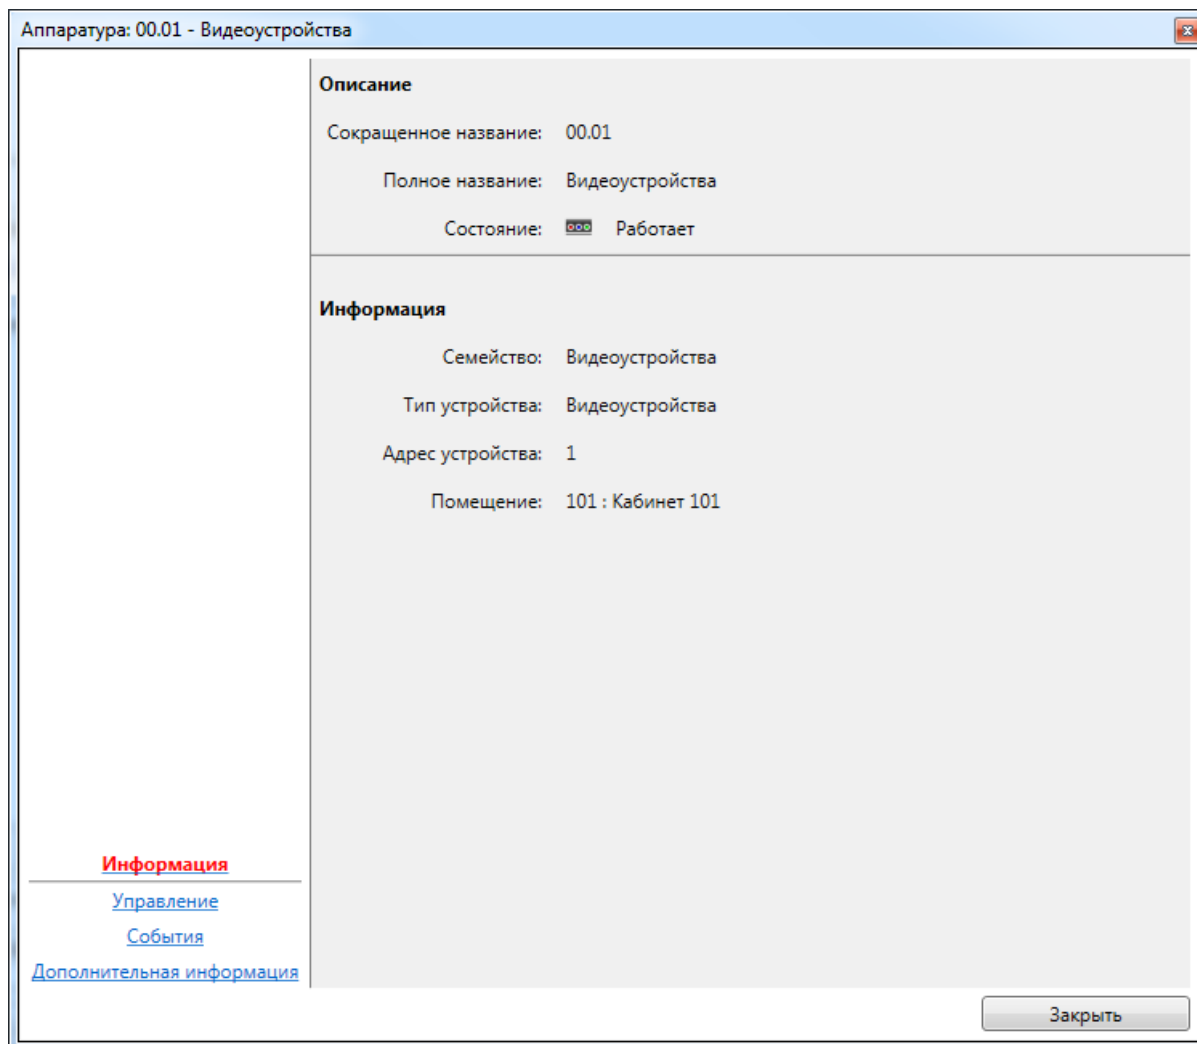 Аппаратура: 00.01 - Видеоустройства
Описание
Сокращенное название: 00.01
Полное название: Видеоустройства
Состояние: Работает
Информация
Семейство: Видеоустройства
Тип устройства: Видеоустройства
Адрес устройства: 1
Помещение: 101 : Кабинет 101
Информация
Управление
События
Дополнительная информация
Закрыть